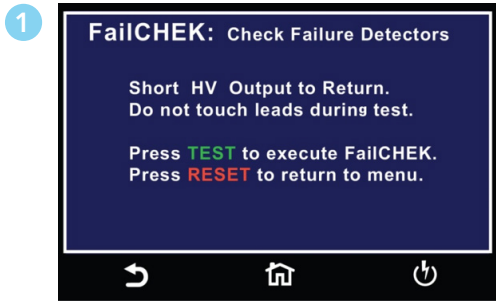 1
FailCHEK: Check Failure Detectors
Short HV Output to Return.
Do not touch leads during test.
Press TEST to execute FailCHEK.
Press RESET to return to menu.